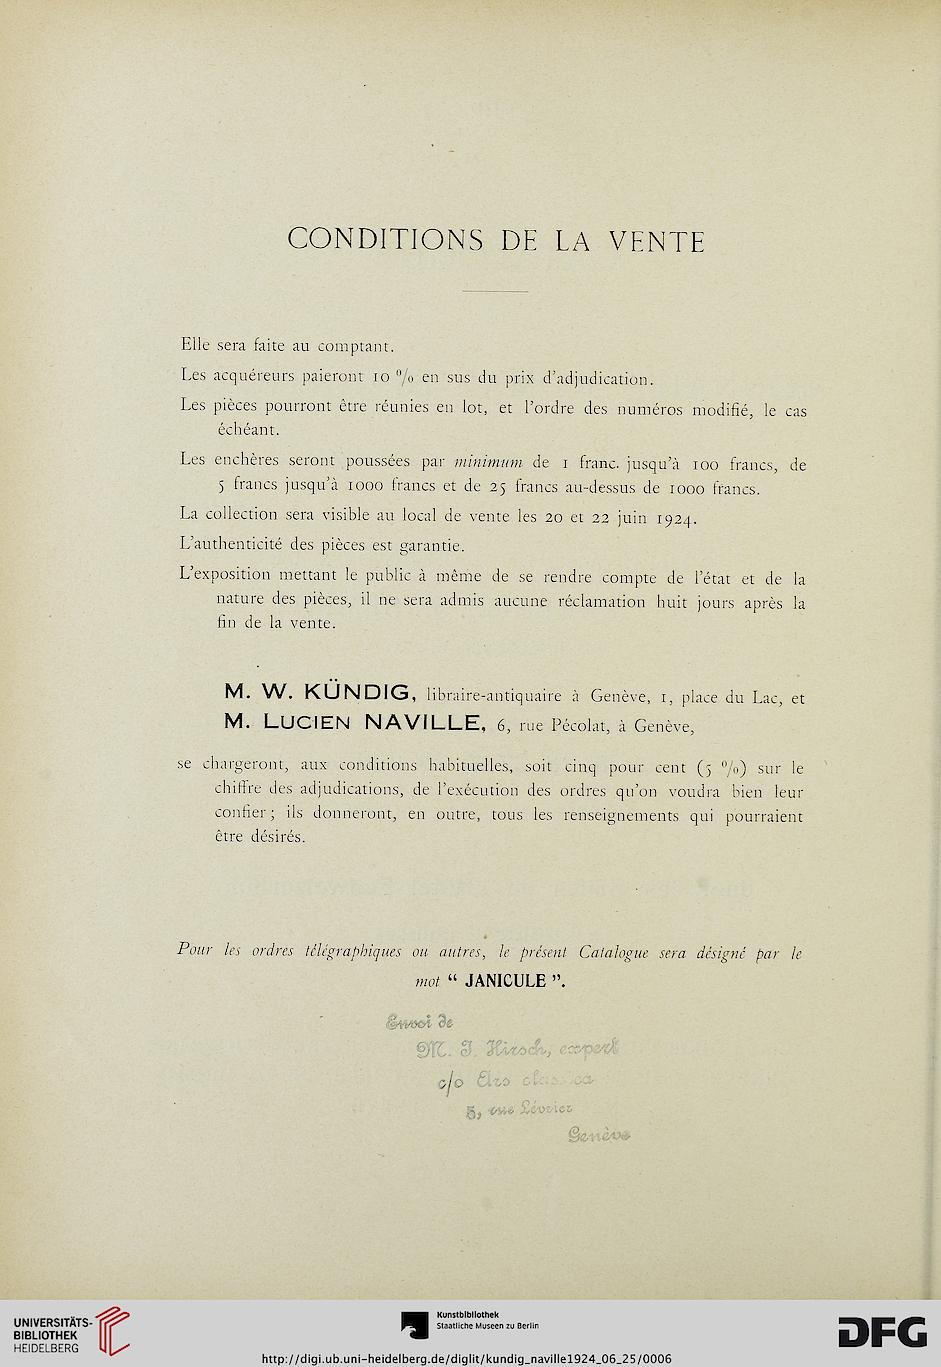 CONDITIONS DE LA VENTE
Elle sera faite au comptant.
Les acquéreurs paieront 10 % en sus du prix d'adjudication.
Les pièces pourront être réunies en lot, et l'ordre des numéros modifié, le cas
échéant.
Les enchères seront poussées par minimum de 1 franc. jusqu'à 100 francs, de
5 francs jusqu'à 1000 francs et de 25 francs au-dessus de 1000 francs.
La collection sera visible au local de vente les 20 et 22 juin 1924.
L'authenticité des pièces est garantie.
L'exposition mettant le public à même de se rendre compte de l'état et de la
nature des pièces, il ne sera admis aucune réclamation huit jours après la
fin de la vente.
M. W. KÜNDIG, libraire-antiquaire à Genève, 1, place du Lac, et
M. LUCIEN NAVILLE, 6, rue Pécolat, à Genève,
se chargeront, aux conditions habituelles, soit cinq pour cent (5 %) sur le
chiffre des adjudications, de l'exécution des ordres qu'on voudra bien leur
confier ; ils donneront, en outre, tous les renseignements qui pourraient
être désirés.
Pour les ordres télégraphiques ou autres, le présent Catalogue sera désigné par le
mot “ JANICULE ”.
Envoi de
M. J. Hirsch, expert
c/o Ars classica
5, rue Lévrier
Genève
UNIVERSITÄTS-
BIBLIOTHEK
HEIDELBERG
Kunstbibliothek
Staatliche Museen zu Berlin
DFG
http://digi.ub.uni-heidelberg.de/diglit/kundig_naville1924_06_25/0006